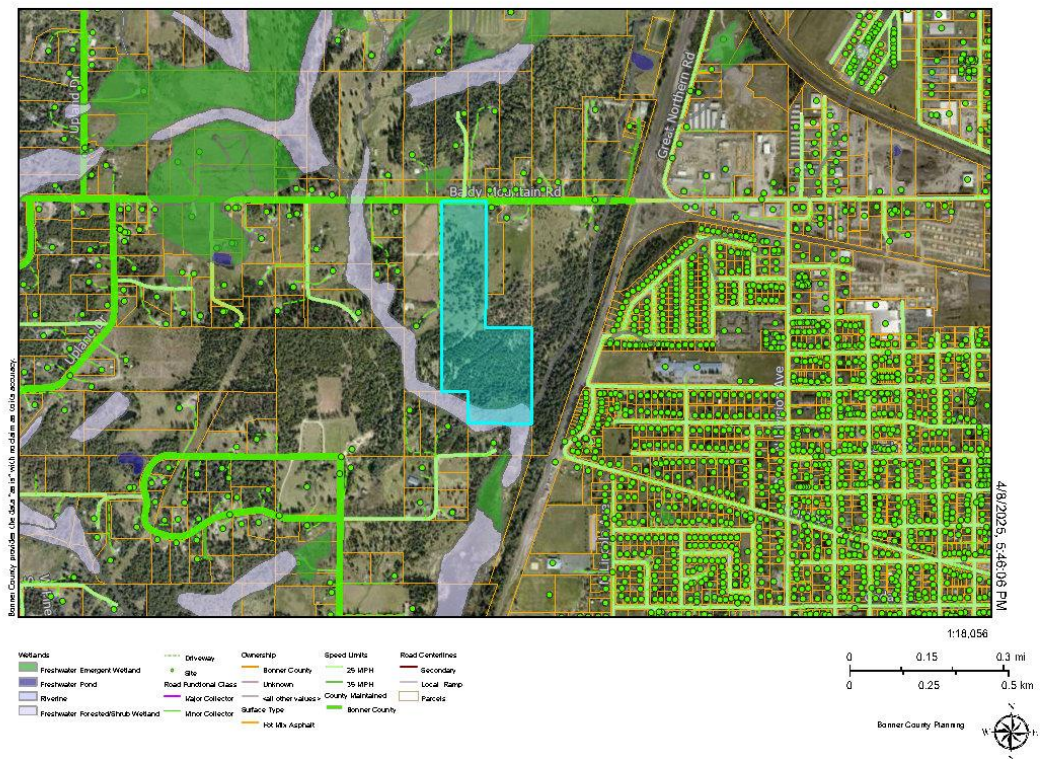 Upland Dr
Great Northern Rd
Baldy Mountain Rd
Upland Dr
Bonner County provides the data "as is" with no claim as to its accuracy.
4/8/2025, 5:46:06 PM
1:18,056
Wetlands
Freshwater Emergent Wetland
Freshwater Pond
Riverine
Freshwater Forested/Shrub Wetland
Driveway
Site
Road Functional Class
Major Collector
Minor Collector
Ownership
Bonner County
Unknown
<all other values>
Surface Type
Hot Mix Asphalt
Speed Limits
25 MPH
35 MPH
County Maintained
Bonner County
Road Centerlines
Secondary
Local
Ramp
Parcels
0 0.15 0.3 mi
0 0.25 0.5 km
Bonner County Planning
N
W
E